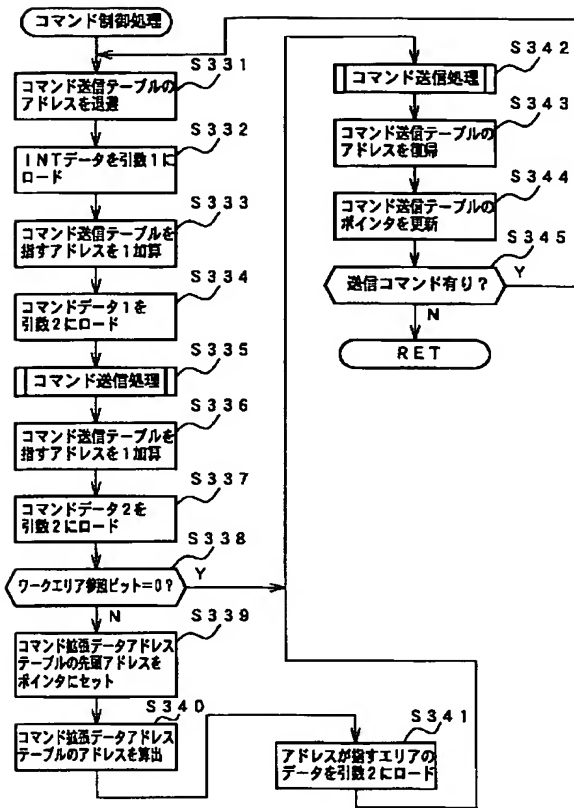 コマンド制御処理
S331
コマンド送信テーブルの
アドレスを退避
S332
INTデータを引数1に
ロード
S333
コマンド送信テーブルを
指すアドレスを1加算
S334
コマンドデータ1を
引数2にロード
S335
コマンド送信処理
S336
コマンド送信テーブルを
指すアドレスを1加算
S337
コマンドデータ2を
引数2にロード
S338
ワークエリア参照ビット=0?
Y
N
S339
コマンド拡張データアドレス
テーブルの先頭アドレスを
ポインタにセット
S340
コマンド拡張データアドレス
テーブルのアドレスを算出
S341
アドレスが指すエリアの
データを引数2にロード
S342
コマンド送信処理
S343
コマンド送信テーブルの
アドレスを復帰
S344
コマンド送信テーブルの
ポインタを更新
S345
送信コマンド有り?
Y
N
RET